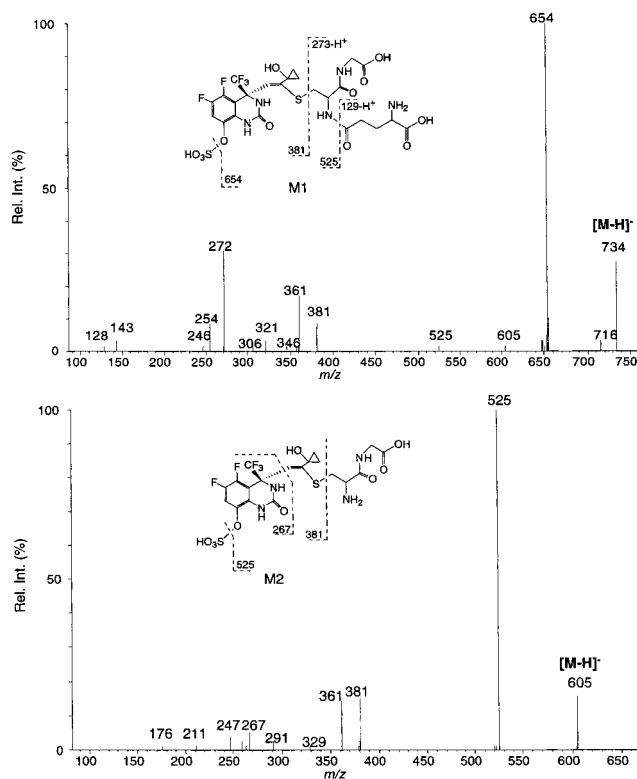 100
654
HO
273-H⁺
O
OH
CF₃
NH
F
F
NH
S
O
129-H⁺
NH₂
HN
OH
N
H
O
O
O
O
HO₃S
381
525
654
M1
Rel. Int. (%)
50
[M-H]⁻
734
272
361
381
254
143
128
246
321
306
346
525
605
716
0
100 150 200 250 300 350 400 450 500 550 600 650 700 750
m/z
100
525
HO
O
OH
F
CF₃
NH
F
NH
S
O
NH₂
N
H
O
O
HO₃S
267
381
525
M2
Rel. Int. (%)
50
[M-H]⁻
605
361
381
176
211
247
267
291
329
0
100 150 200 250 300 350 400 450 500 550 600 650 700 750
m/z